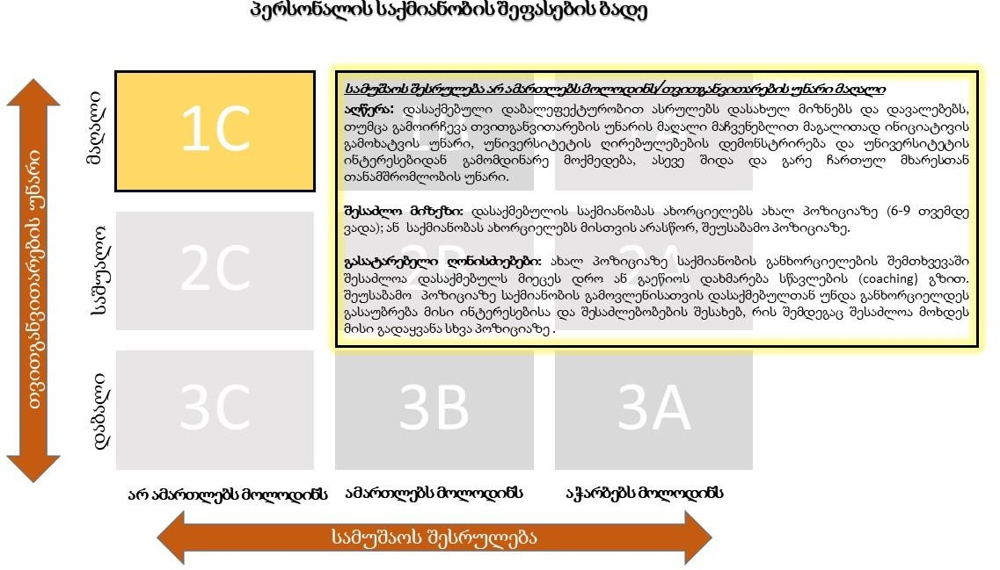 პერსონალის საქმიანობის შეფასების ბადე
თვითგანვითარების უნარი
მაღალი
1C
1B
სამუშაოს შესრულება არ ამართლებს მოლოდინს/თვითგანვითარების უნარი მაღალი
აღწერა: დასაქმებული დაბალეფექტურობით ასრულებს დასახულ მიზნებს და დავალებებს,
თუმცა გამოირჩევა თვითგანვითარების უნარის მაღალი მაჩვენებლით მაგალითად ინიციატივის
გამოხატვის უნარი, უნივერსიტეტის ღირებულებების დემონსტრირება და უნივერსიტეტის
ინტერესებიდან გამომდინარე მოქმედება, ასევე შიდა და გარე ჩართულ მხარესთან
თანამშრომლობის უნარი.
შესაძლო მიზეზი: დასაქმებულის საქმიანობას ახორციელებს ახალ პოზიციაზე (6-9 თვემდე
ვადა); ან საქმიანობას ახორციელებს მისთვის არასწორ, შეუსაბამო პოზიციაზე.
გასატარებელი ღონისძიებები: ახალ პოზიციაზე საქმიანობის განხორციელების შემთხვევაში
შესაძლოა დასაქმებულს მიეცეს დრო ან გაეწიოს დახმარება სწავლების (coaching) გზით.
შეუსაბამო პოზიციაზე საქმიანობის გამოვლენისათვის დასაქმებულთან უნდა განხორციელდეს
გასაუბრება მისი ინტერესებისა და შესაძლებობების შესახებ, რის შემდეგაც შესაძლოა მოხდეს
მისი გადაყვანა სხვა პოზიციაზე .
საშუალო
2C
2B
2A
დაბალი
3C
3B
3A
არ ამართლებს მოლოდინს
ამართლებს მოლოდინს
აჭარბებს მოლოდინს
სამუშაოს შესრულება